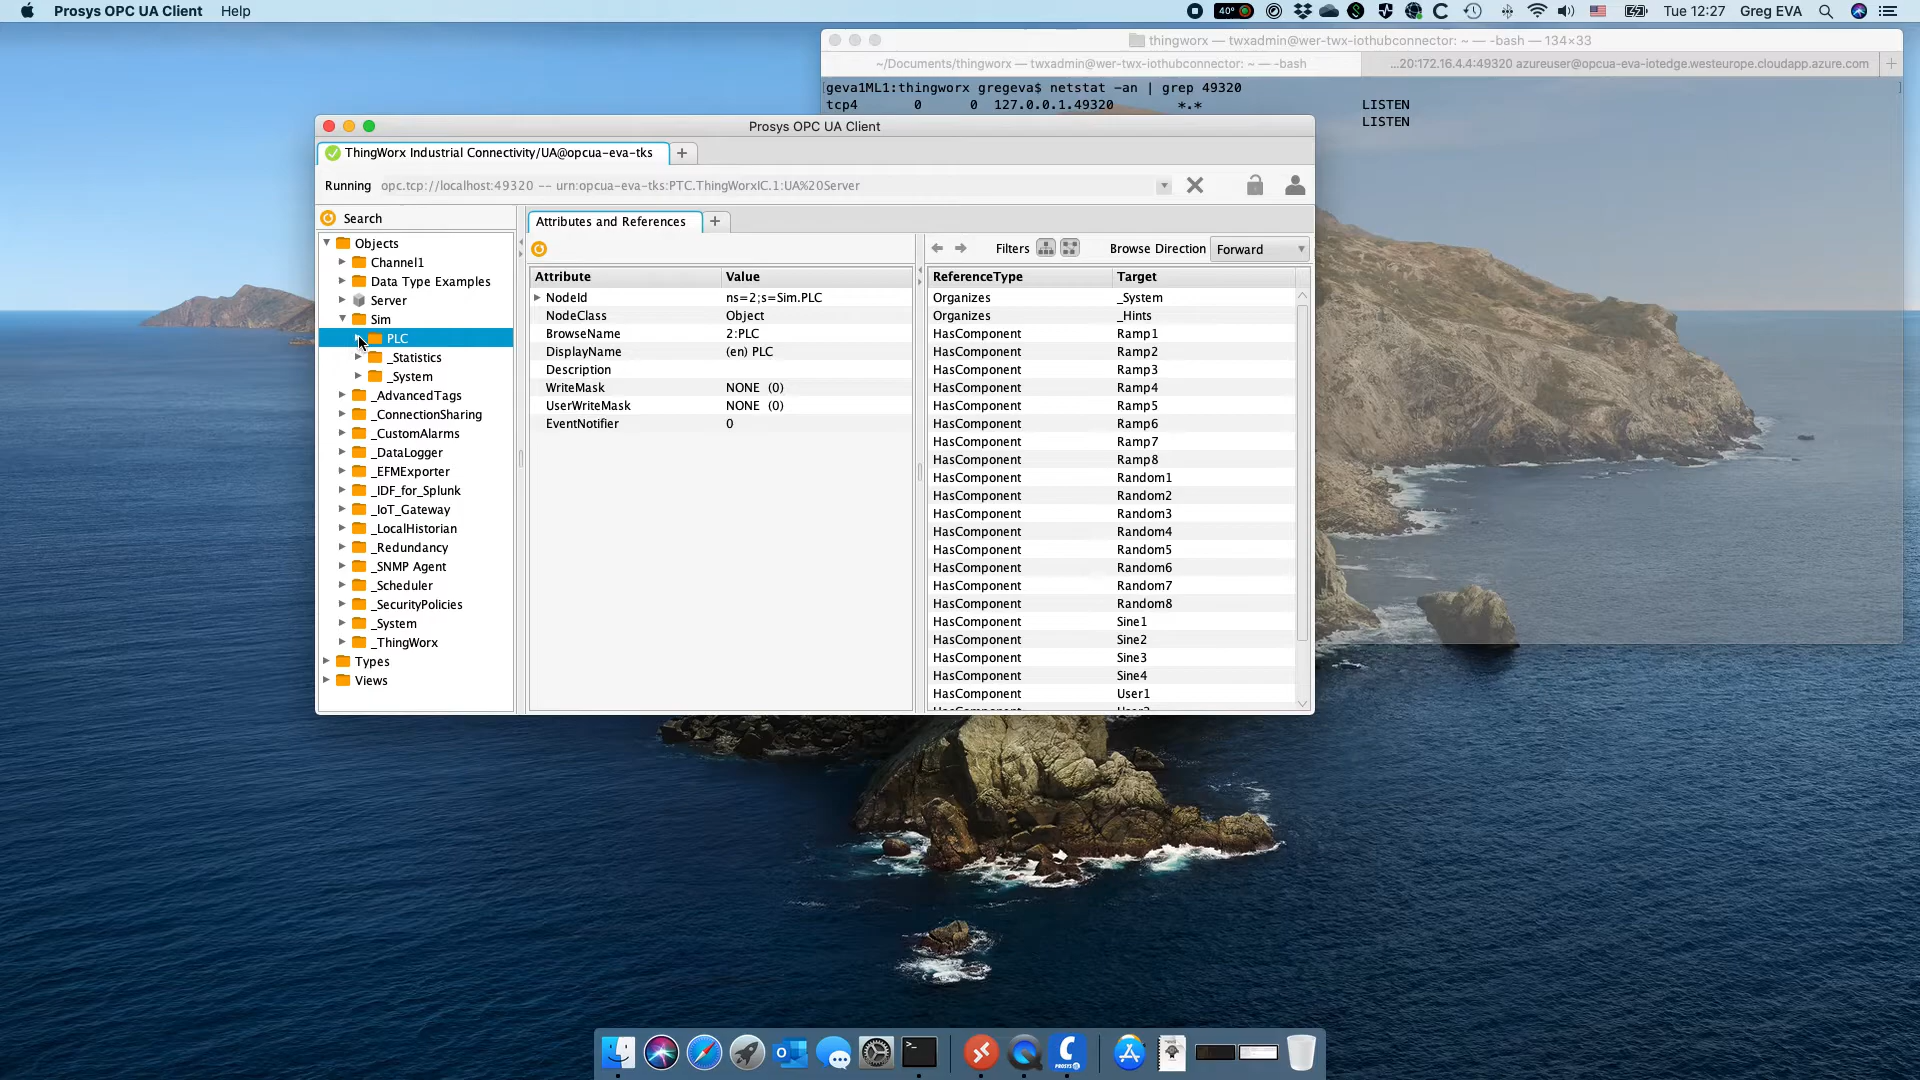 Prosys OPC UA Client Help
40°
Tue 12:27 Greg EVA
thingworx — twxadmin@wer-twx-iothubconnector: ~ — -bash — 134×33
~/Documents/thingworx — twxadmin@wer-twx-iothubconnector: ~ — -bash
...20:172.16.4.4:49320 azureuser@opcua-eva-iotedge.westeurope.cloudapp.azure.com
[geva1ML1:thingworx gregeva$ netstat -an | grep 49320 ]
tcp4 0 0 127.0.0.1.49320 *.* LISTEN
LISTEN
Prosys OPC UA Client
ThingWorx Industrial Connectivity/UA@opcua-eva-tks
Running opc.tcp://localhost:49320 -- urn:opcua-eva-tks:PTC.ThingWorxIC.1:UA%20Server
Search
Objects
Channel1
Data Type Examples
Server
Sim
PLC
_Statistics
_System
_AdvancedTags
_ConnectionSharing
_CustomAlarms
_DataLogger
_EFMExporter
_IDF_for_Splunk
_IoT_Gateway
_LocalHistorian
_Redundancy
_SNMP Agent
_Scheduler
_SecurityPolicies
_System
_ThingWorx
Types
Views
Attributes and References
Attribute Value
NodeId ns=2;s=Sim.PLC
NodeClass Object
BrowseName 2:PLC
DisplayName (en) PLC
Description
WriteMask NONE (0)
UserWriteMask NONE (0)
EventNotifier 0
Filters Browse Direction Forward
ReferenceType Target
Organizes _System
Organizes _Hints
HasComponent Ramp1
HasComponent Ramp2
HasComponent Ramp3
HasComponent Ramp4
HasComponent Ramp5
HasComponent Ramp6
HasComponent Ramp7
HasComponent Ramp8
HasComponent Random1
HasComponent Random2
HasComponent Random3
HasComponent Random4
HasComponent Random5
HasComponent Random6
HasComponent Random7
HasComponent Random8
HasComponent Sine1
HasComponent Sine2
HasComponent Sine3
HasComponent Sine4
HasComponent User1
PROSYS